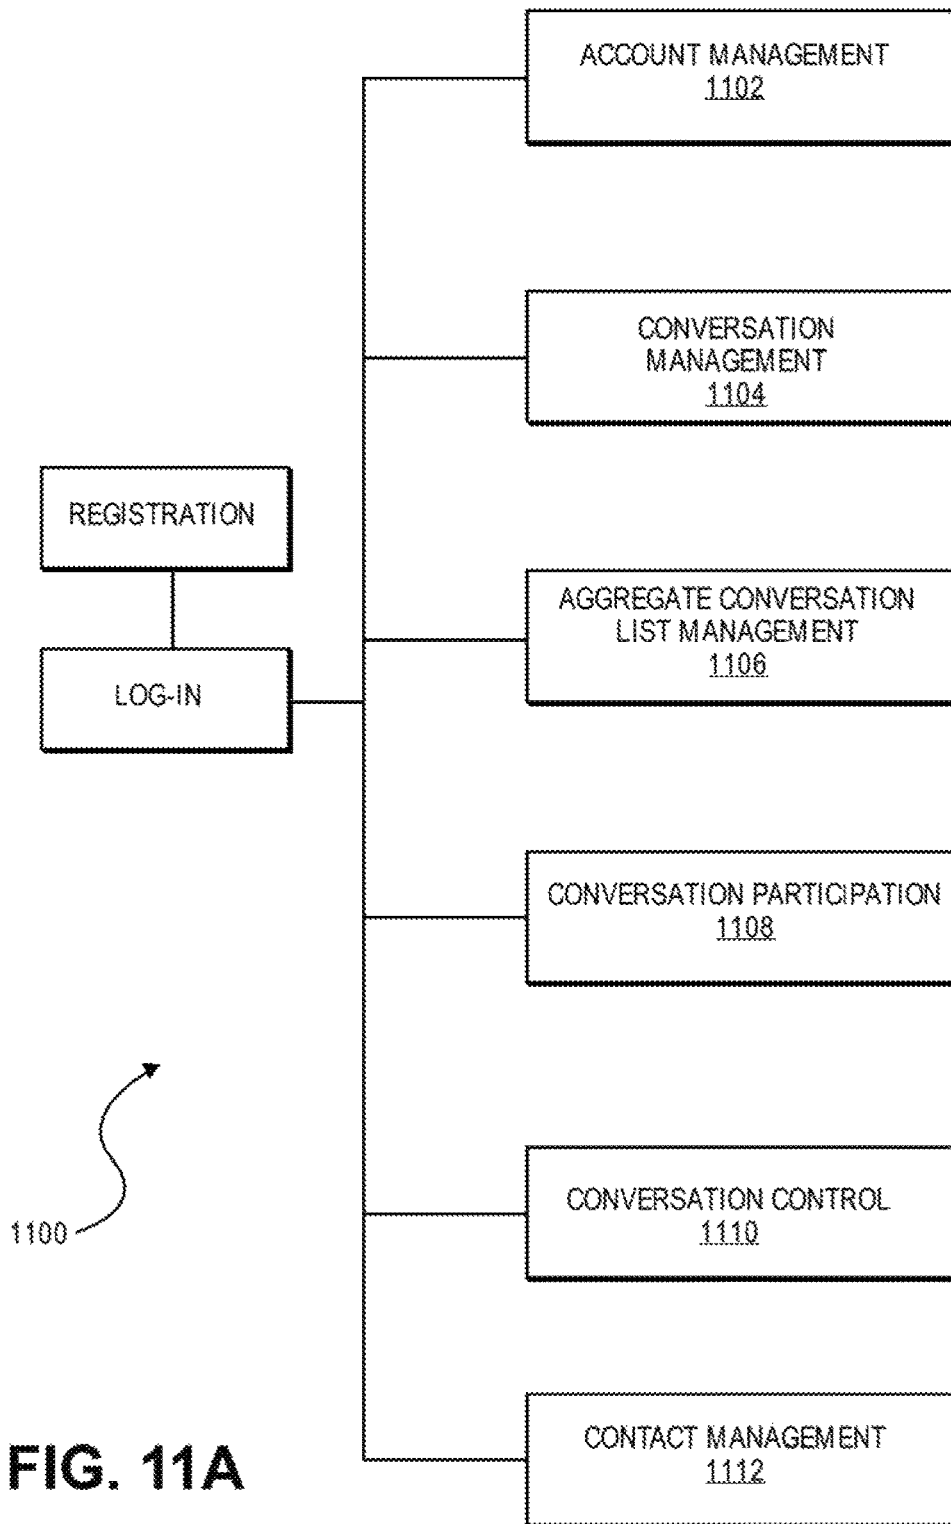 ACCOUNT MANAGEMENT
1102
CONVERSATION
MANAGEMENT
1104
REGISTRATION
AGGREGATE CONVERSATION
LIST MANAGEMENT
1106
LOG-IN
CONVERSATION PARTICIPATION
1108
1100
CONVERSATION CONTROL
1110
CONTACT MANAGEMENT
1112
FIG. 11A